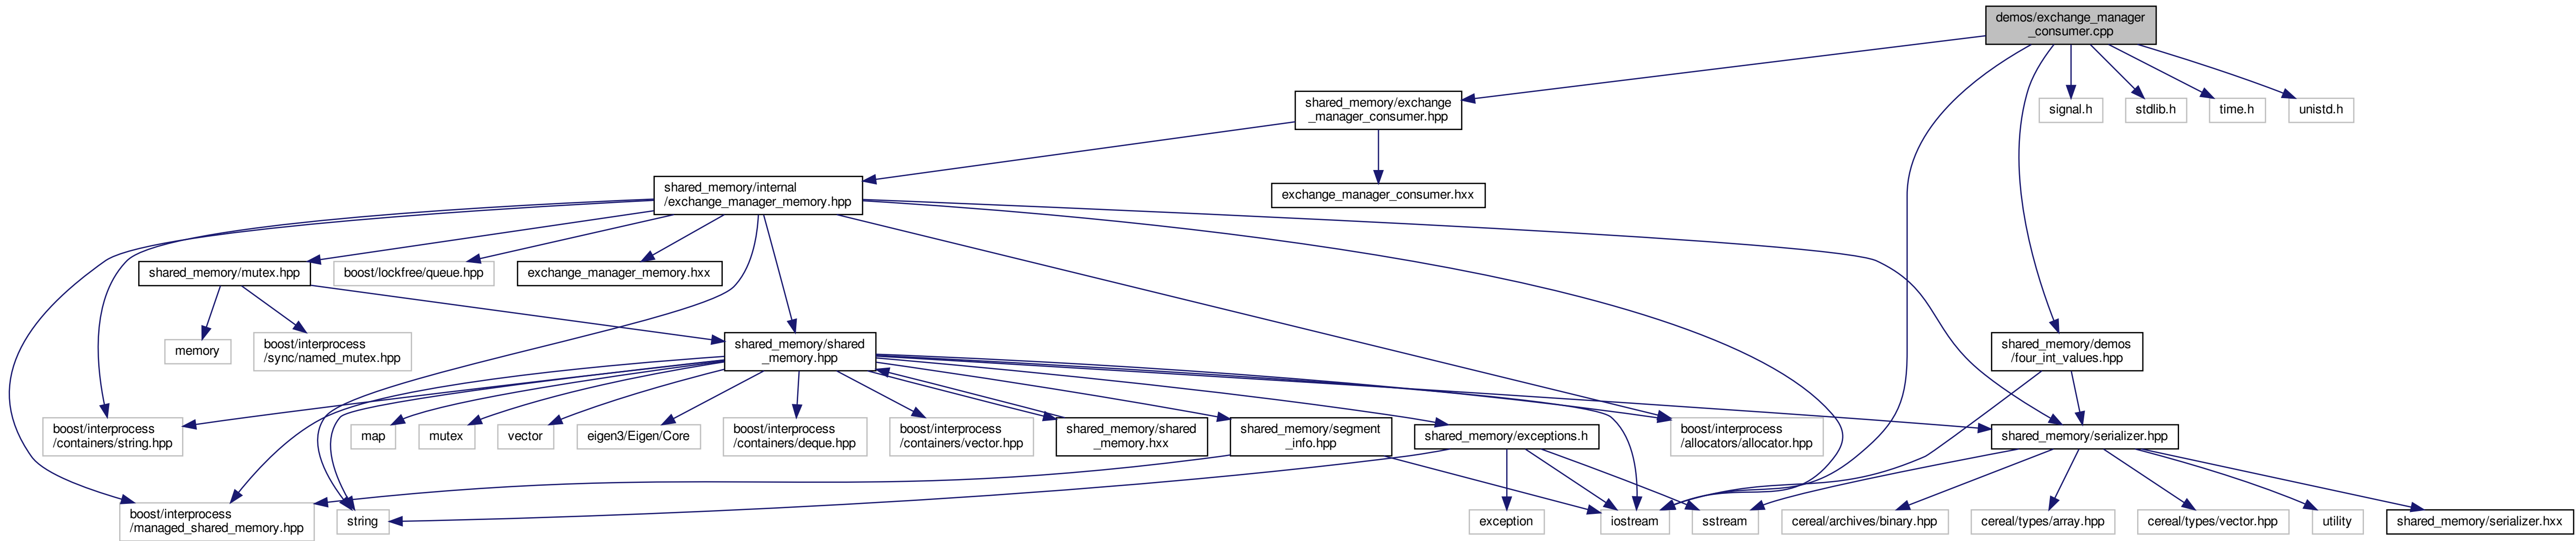 demos/exchange_manager
_consumer.cpp
shared_memory/exchange
_manager_consumer.hpp
signal.h
stdlib.h
time.h
unistd.h
shared_memory/internal
/exchange_manager_memory.hpp
exchange_manager_consumer.hxx
shared_memory/mutex.hpp
boost/lockfree/queue.hpp
exchange_manager_memory.hxx
memory
boost/interprocess
/sync/named_mutex.hpp
shared_memory/shared
_memory.hpp
shared_memory/demos
/four_int_values.hpp
boost/interprocess
/containers/string.hpp
map
mutex
vector
eigen3/Eigen/Core
boost/interprocess
/containers/deque.hpp
boost/interprocess
/containers/vector.hpp
shared_memory/shared
_memory.hxx
shared_memory/segment
_info.hpp
shared_memory/exceptions.h
boost/interprocess
/allocators/allocator.hpp
shared_memory/serializer.hpp
boost/interprocess
/managed_shared_memory.hpp
string
exception
iostream
sstream
cereal/archives/binary.hpp
cereal/types/array.hpp
cereal/types/vector.hpp
utility
shared_memory/serializer.hxx